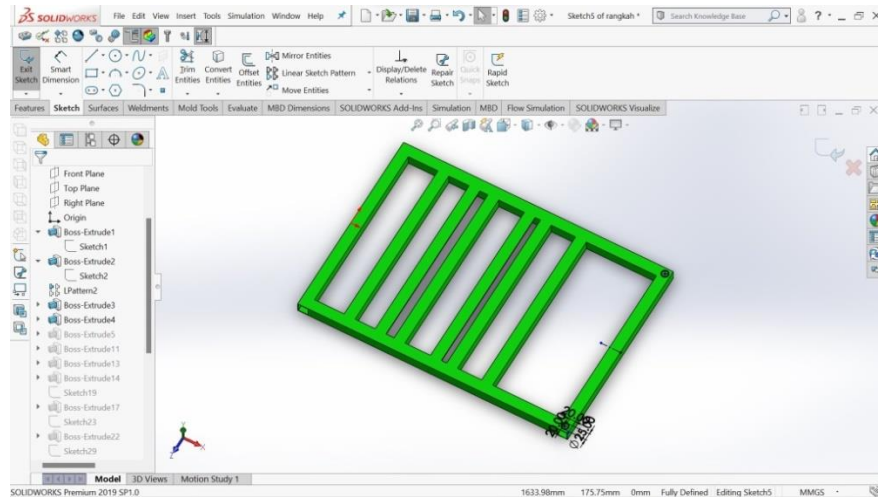 SOLIDWORKS File Edit View Insert Tools Simulation Window Help Sketch5 of rangkah * Search Knowledge Base
Exit Sketch Smart Dimension Trim Entities Convert Entities Offset Entities Mirror Entities Linear Sketch Pattern Move Entities Display/Delete Relations Repair Sketch Quick Snaps Rapid Sketch
Features Sketch Surfaces Weldments Mold Tools Evaluate MBD Dimensions SOLIDWORKS Add-Ins Simulation MBD Flow Simulation SOLIDWORKS Visualize
Front Plane
Top Plane
Right Plane
Origin
Boss-Extrude1
Sketch1
Boss-Extrude2
Sketch2
LPattern2
Boss-Extrude3
Boss-Extrude4
Boss-Extrude5
Boss-Extrude11
Boss-Extrude13
Boss-Extrude14
Sketch19
Boss-Extrude17
Sketch23
Boss-Extrude22
Sketch29
Model 3D Views Motion Study 1
SOLIDWORKS Premium 2019 SP1.0 1633.98mm 175.75mm 0mm Fully Defined Editing Sketch5 MMGS